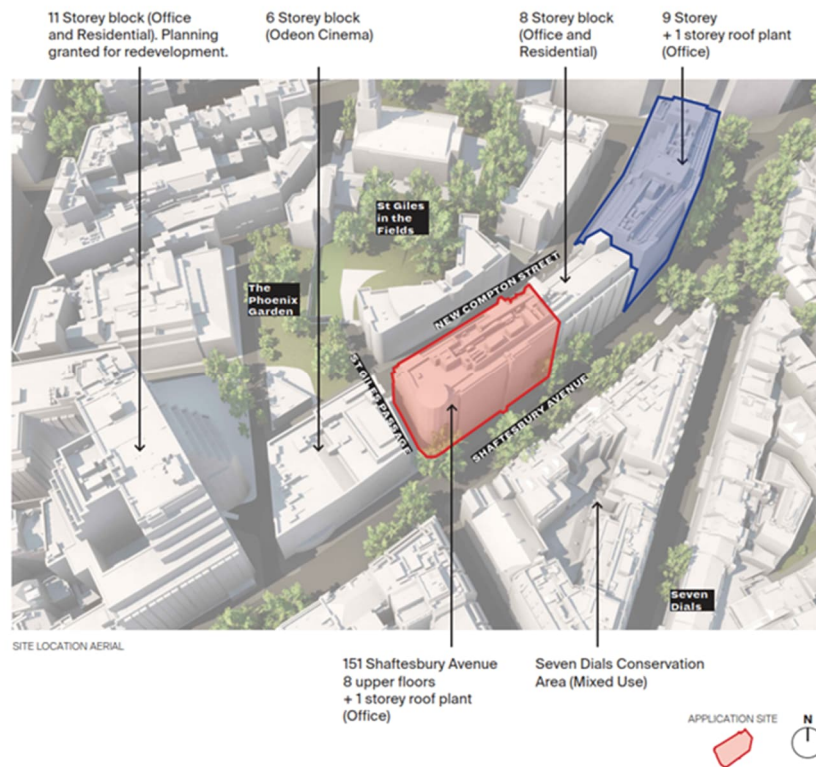 11 Storey block (Office
and Residential). Planning
granted for redevelopment.
6 Storey block
(Odeon Cinema)
8 Storey block
(Office and
Residential)
9 Storey
+ 1 storey roof plant
(Office)
St Giles
in the
Fields
The
Phoenix
Garden
NEW COMPTON STREET
ST GILES PASSAGE
SHAFTESBURY AVENUE
Seven
Dials
SITE LOCATION AERIAL
151 Shaftesbury Avenue
8 upper floors
+ 1 storey roof plant
(Office)
Seven Dials Conservation
Area (Mixed Use)
APPLICATION SITE
N